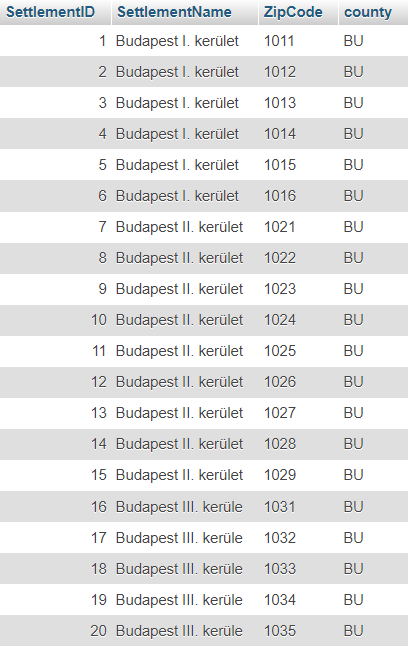 SettlementID SettlementName ZipCode county
1 Budapest I. kerület 1011 BU
2 Budapest I. kerület 1012 BU
3 Budapest I. kerület 1013 BU
4 Budapest I. kerület 1014 BU
5 Budapest I. kerület 1015 BU
6 Budapest I. kerület 1016 BU
7 Budapest II. kerület 1021 BU
8 Budapest II. kerület 1022 BU
9 Budapest II. kerület 1023 BU
10 Budapest II. kerület 1024 BU
11 Budapest II. kerület 1025 BU
12 Budapest II. kerület 1026 BU
13 Budapest II. kerület 1027 BU
14 Budapest II. kerület 1028 BU
15 Budapest II. kerület 1029 BU
16 Budapest III. kerüle 1031 BU
17 Budapest III. kerüle 1032 BU
18 Budapest III. kerüle 1033 BU
19 Budapest III. kerüle 1034 BU
20 Budapest III. kerüle 1035 BU